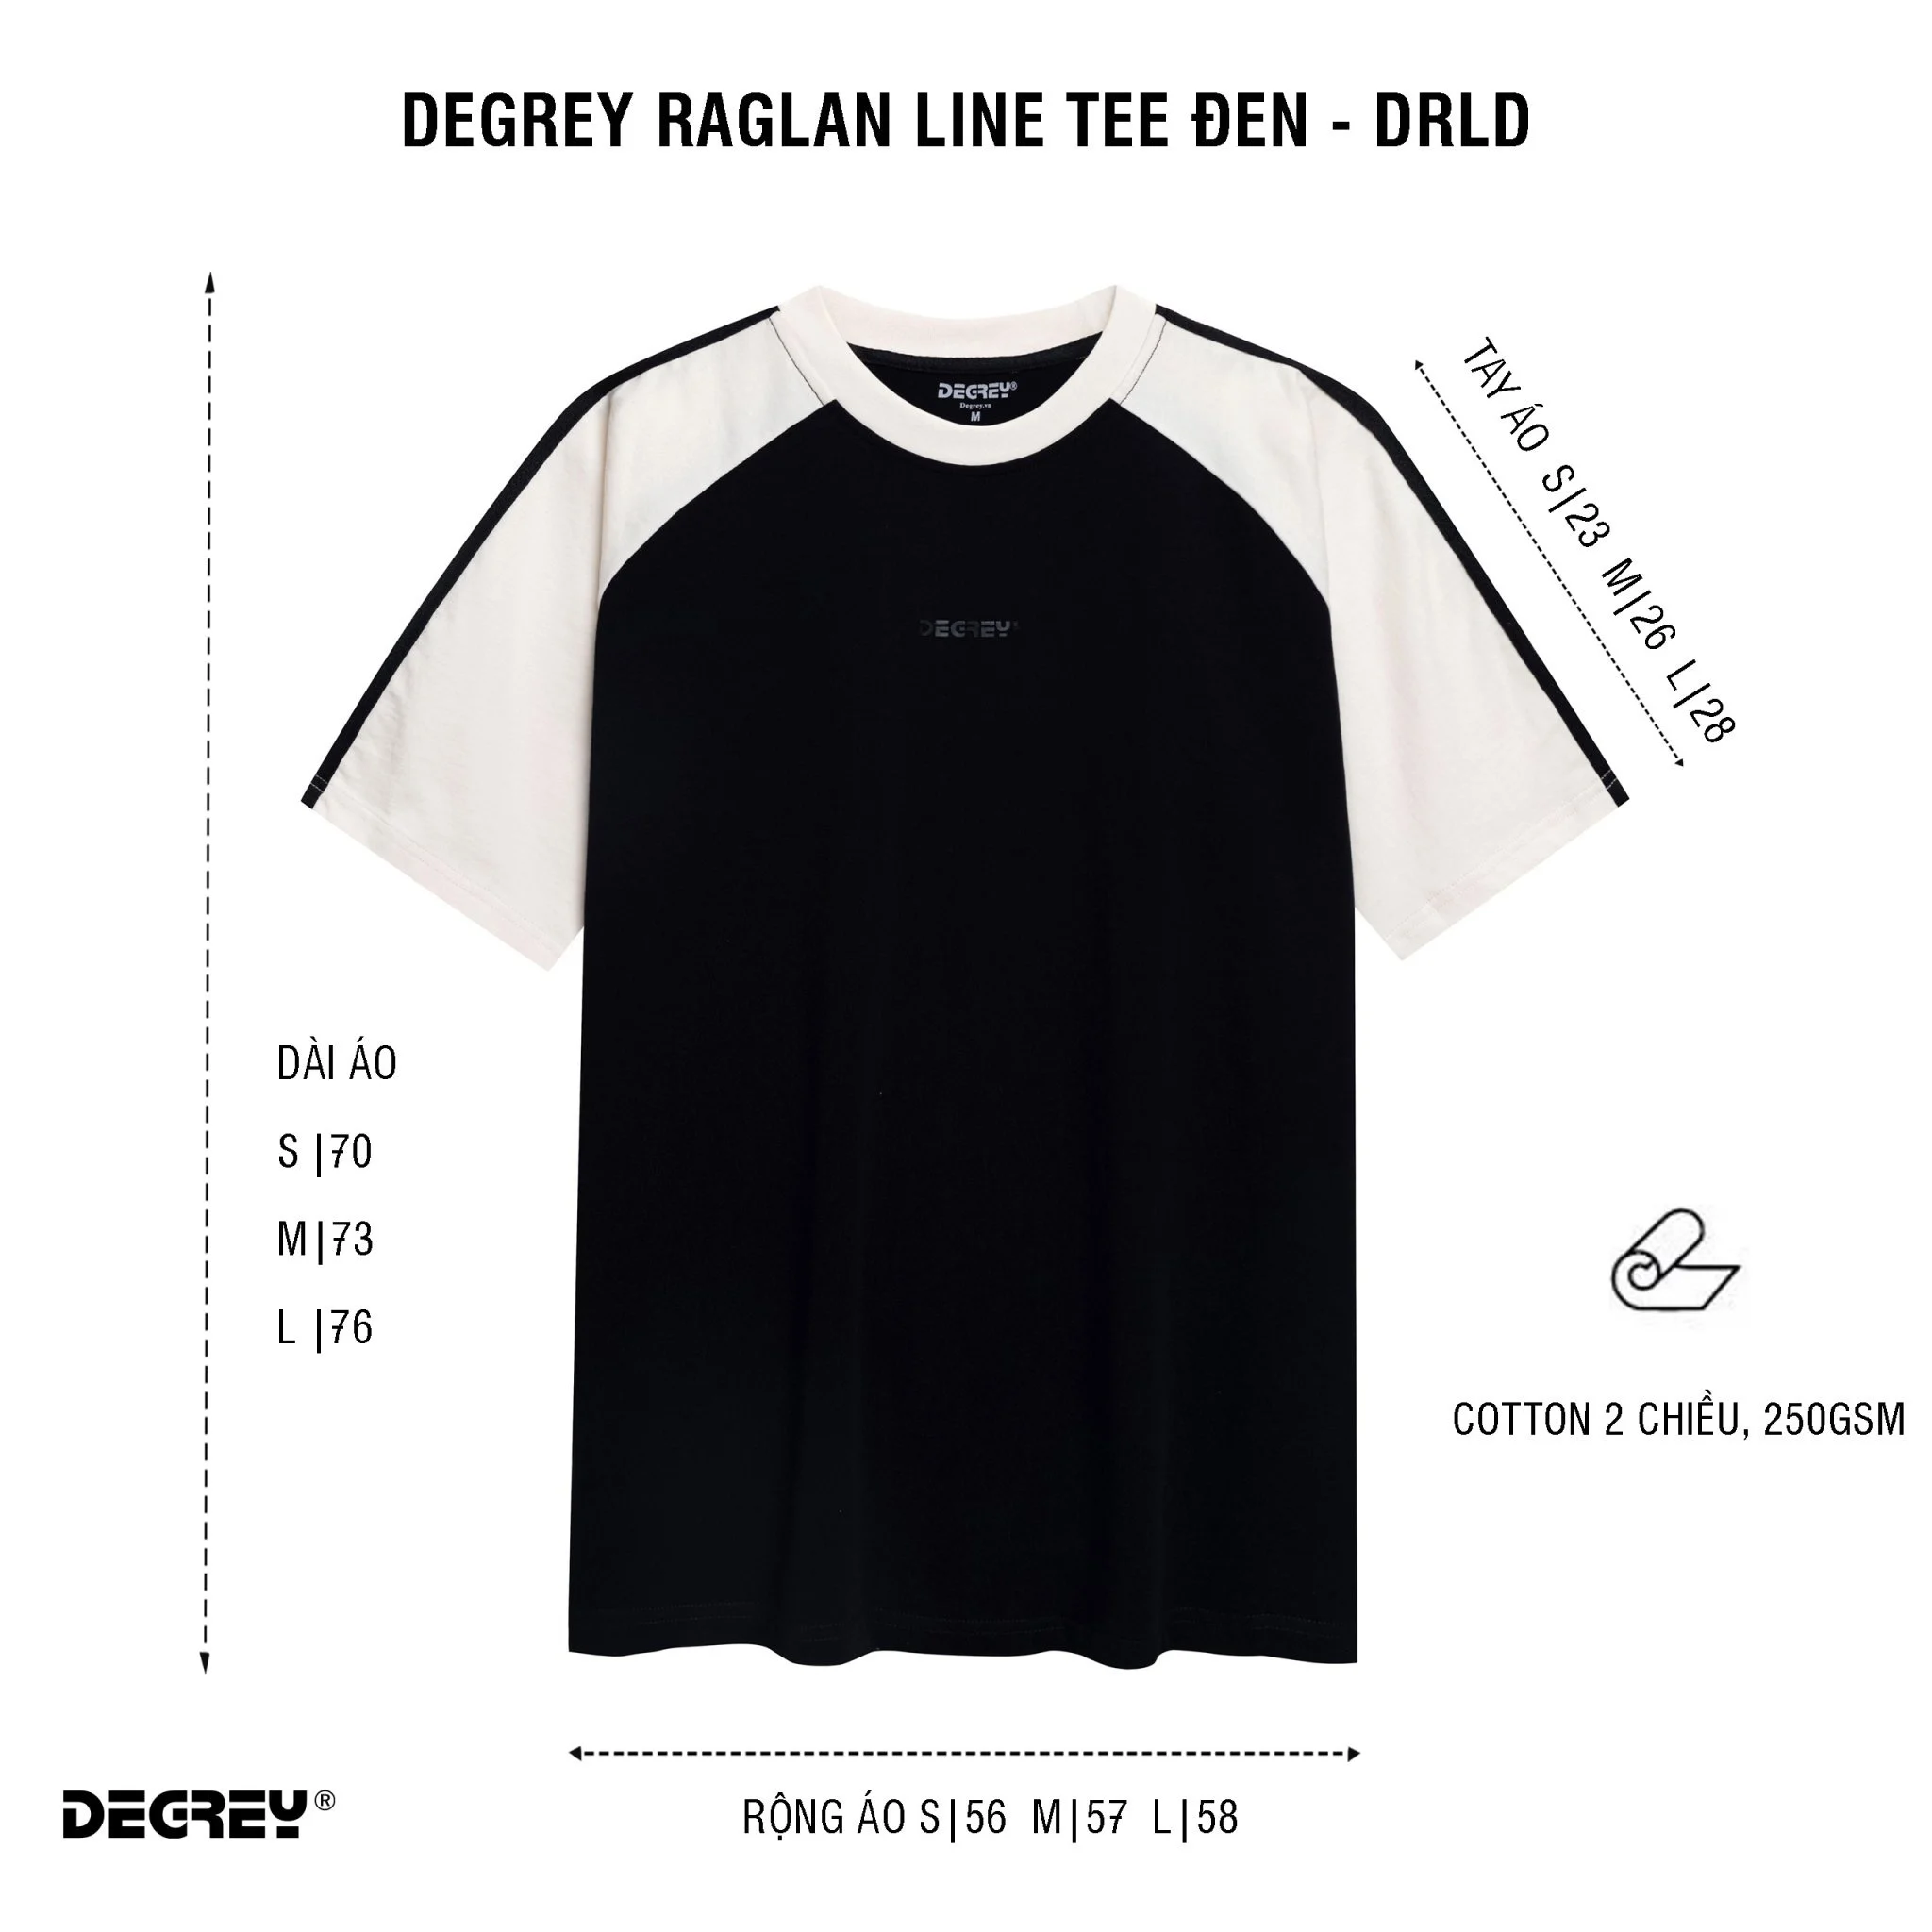 DEGREY RAGLAN LINE TEE ĐEN - DRLD
DEGREY®
Degrey.vn
M
TAY ÁO S|23 M|26 L|28
DEGREY®
DÀI ÁO
S |70
M|73
L |76
COTTON 2 CHIỀU, 250GSM
RỘNG ÁO S|56 M|57 L|58
DEGREY®